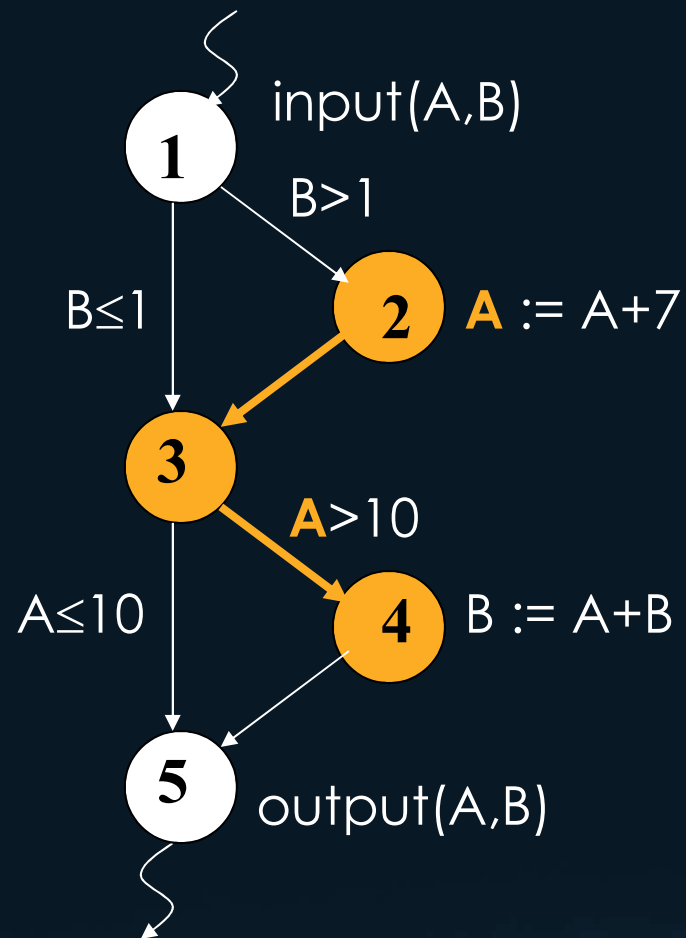 input(A,B)
1
B>1
B≤1
2
A := A+7
3
A>10
A≤10
4
B := A+B
5
output(A,B)